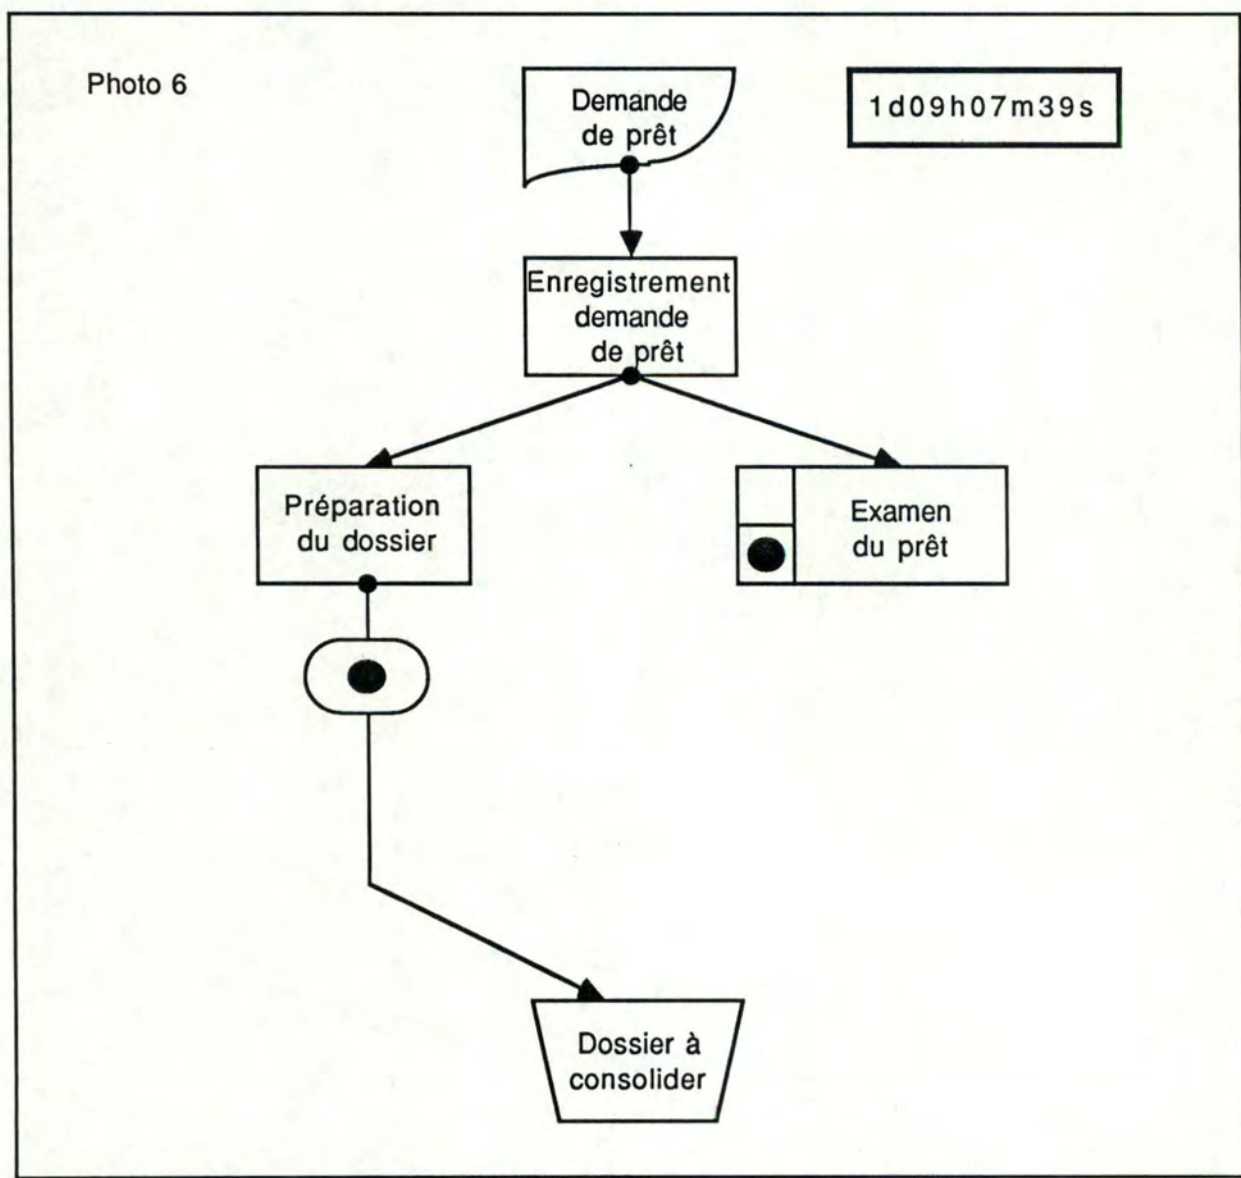 Photo 6
Demande
de prêt
1d09h07m39s
Enregistrement
demande
de prêt
Préparation
du dossier
Examen
du prêt
Dossier à
consolider